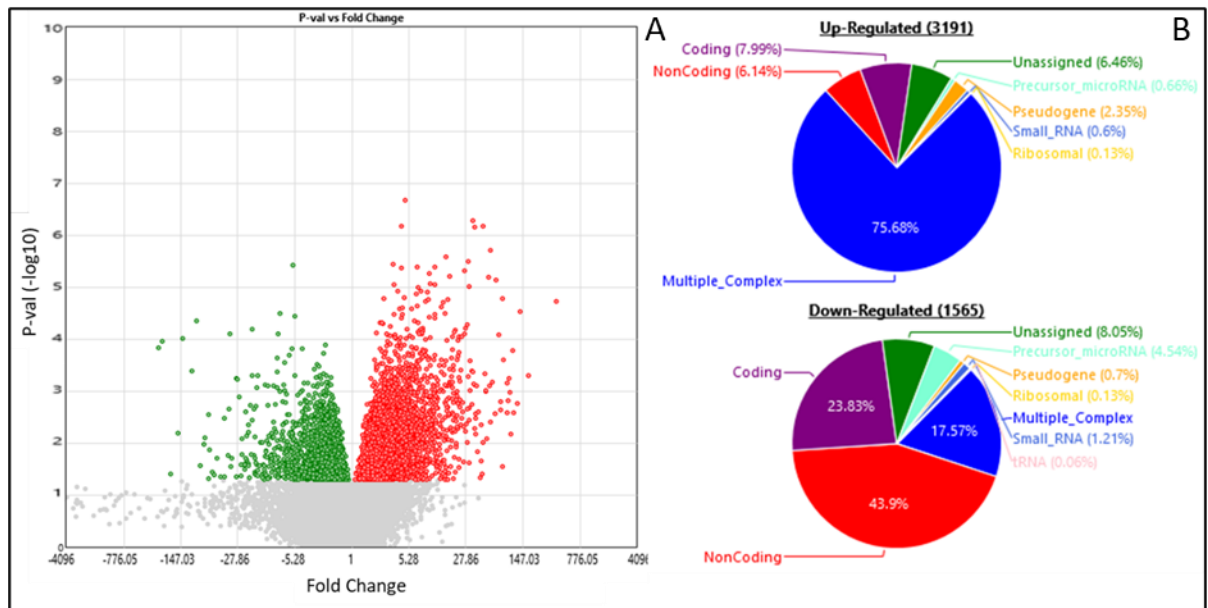 P-val vs Fold Change
A
B
10
9
8
7
6
5
4
3
2
1
0
P-val (-log10)
-4096
-776.05
-147.03
-27.86
-5.28
1
5.28
27.86
147.03
776.05
4096
Fold Change
Up-Regulated (3191)
Coding (7.99%)
NonCoding (6.14%)
Unassigned (6.46%)
Precursor_microRNA (0.66%)
Pseudogene (2.35%)
Small_RNA (0.6%)
Ribosomal (0.13%)
75.68%
Multiple_Complex
Down-Regulated (1565)
Unassigned (8.05%)
Precursor_microRNA (4.54%)
Coding
Pseudogene (0.7%)
Ribosomal (0.13%)
23.83%
Multiple_Complex
17.57%
Small_RNA (1.21%)
tRNA (0.06%)
43.9%
NonCoding